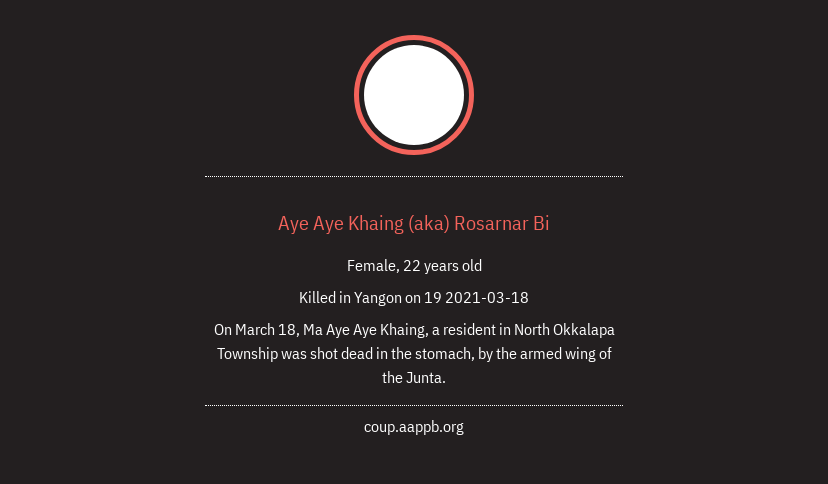 Aye Aye Khaing (aka) Rosarnar Bi
Female, 22 years old
Killed in Yangon on 19 2021-03-18
On March 18, Ma Aye Aye Khaing, a resident in North Okkalapa
Township was shot dead in the stomach, by the armed wing of
the Junta.
coup.aappb.org